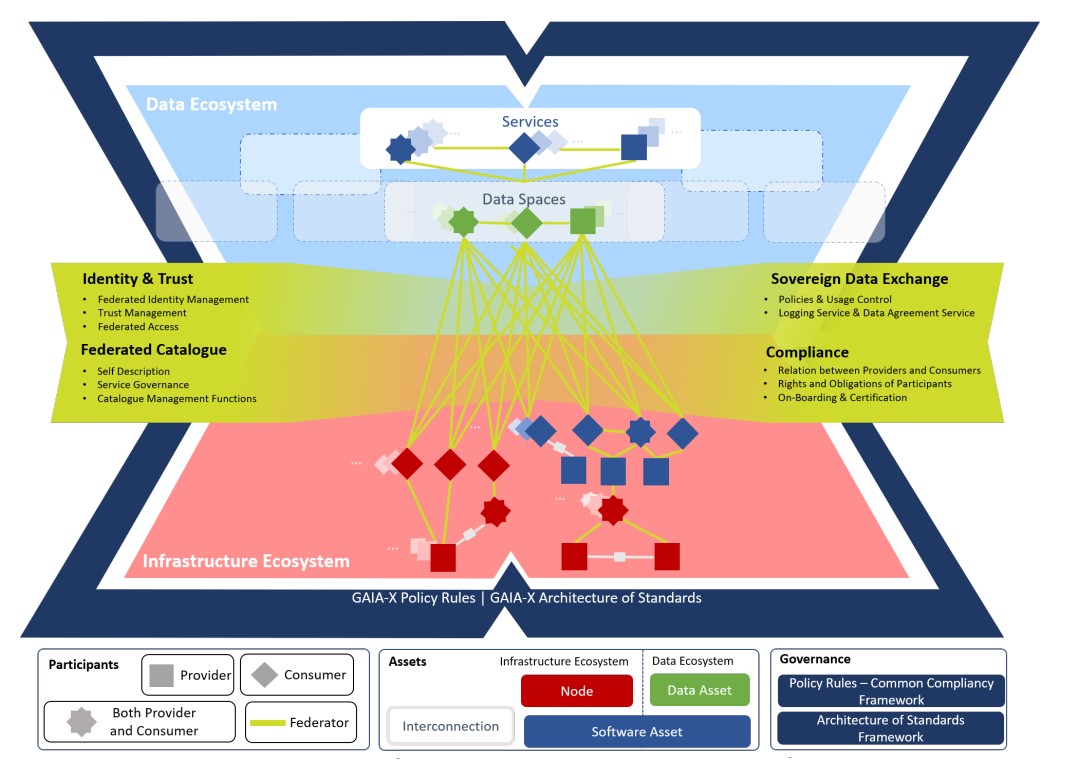 Data Ecosystem
Services
...
...
...
Data Spaces
...
...
Identity & Trust
• Federated Identity Management
• Trust Management
• Federated Access
Federated Catalogue
• Self Description
• Service Governance
• Catalogue Management Functions
Sovereign Data Exchange
• Policies & Usage Control
• Logging Service & Data Agreement Service
Compliance
• Relation between Providers and Consumers
• Rights and Obligations of Participants
• On-Boarding & Certification
...
...
...
...
Infrastructure Ecosystem
GAIA-X Policy Rules | GAIA-X Architecture of Standards
Participants
Provider
Consumer
Both Provider
and Consumer
Federator
Assets
Infrastructure Ecosystem
Data Ecosystem
Node
Data Asset
Interconnection
Software Asset
Governance
Policy Rules – Common Compliancy
Framework
Architecture of Standards
Framework